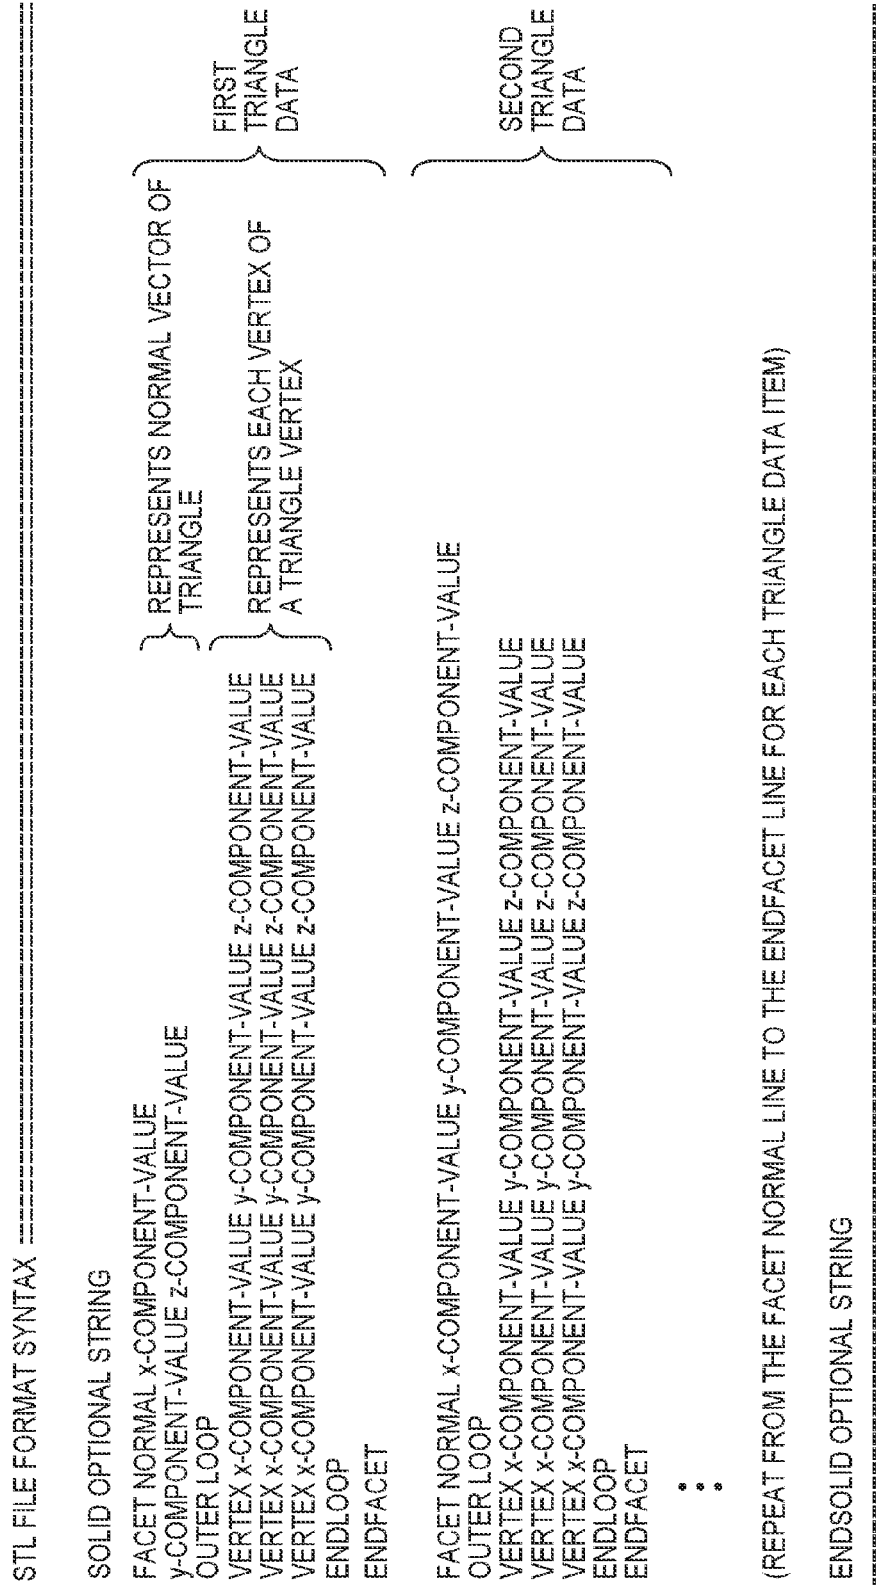 STL FILE FORMAT SYNTAX
SOLID OPTIONAL STRING
FACET NORMAL x-COMPONENT-VALUE
y-COMPONENT-VALUE z-COMPONENT-VALUE
OUTER LOOP
VERTEX x-COMPONENT-VALUE y-COMPONENT-VALUE z-COMPONENT-VALUE
VERTEX x-COMPONENT-VALUE y-COMPONENT-VALUE z-COMPONENT-VALUE
VERTEX x-COMPONENT-VALUE y-COMPONENT-VALUE z-COMPONENT-VALUE
ENDLOOP
ENDFACET
REPRESENTS NORMAL VECTOR OF
TRIANGLE
REPRESENTS EACH VERTEX OF
A TRIANGLE VERTEX
FIRST
TRIANGLE
DATA
FACET NORMAL x-COMPONENT-VALUE y-COMPONENT-VALUE z-COMPONENT-VALUE
OUTER LOOP
VERTEX x-COMPONENT-VALUE y-COMPONENT-VALUE z-COMPONENT-VALUE
VERTEX x-COMPONENT-VALUE y-COMPONENT-VALUE z-COMPONENT-VALUE
VERTEX x-COMPONENT-VALUE y-COMPONENT-VALUE z-COMPONENT-VALUE
ENDLOOP
ENDFACET
SECOND
TRIANGLE
DATA
(REPEAT FROM THE FACET NORMAL LINE TO THE ENDFACET LINE FOR EACH TRIANGLE DATA ITEM)
ENDSOLID OPTIONAL STRING